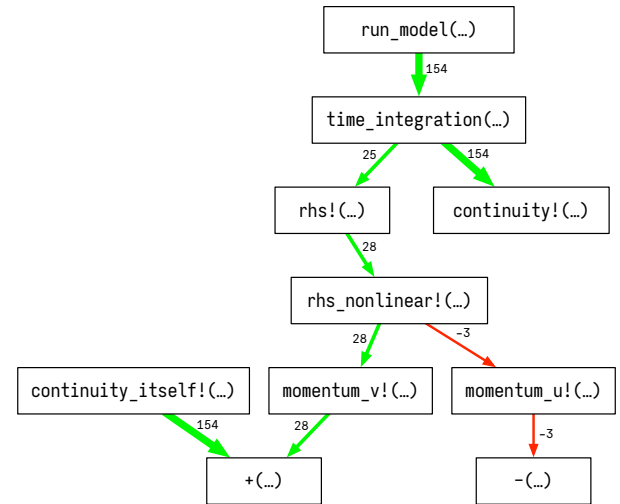 run_model(…)
154
time_integration(…)
25
154
rhs!(…)
continuity!(…)
28
rhs_nonlinear!(…)
28
-3
continuity_itself!(…)
momentum_v!(…)
momentum_u!(…)
154
28
-3
+(…)
-(…)